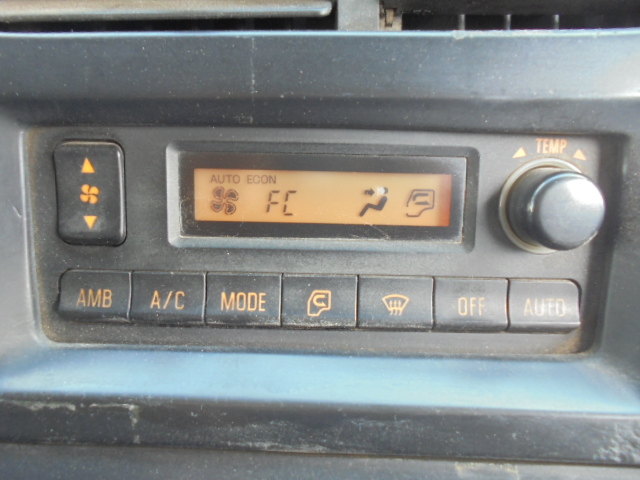 TEMP
AUTO ECON
FC
AMB A/C MODE OFF AUTO